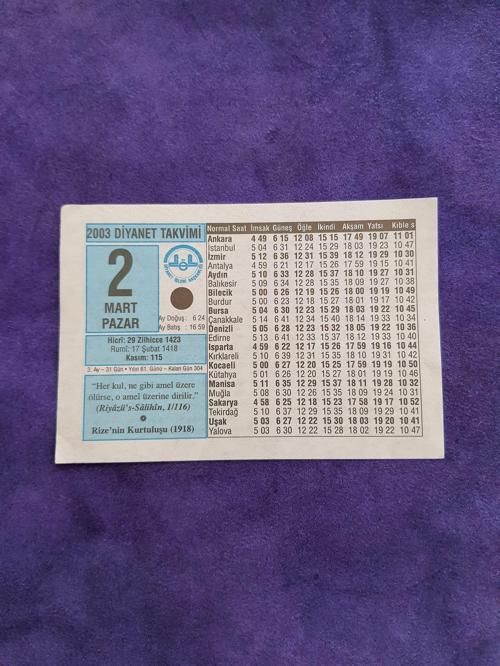 2003 DİYANET TAKVİMİ
2
MART
PAZAR
Ay Doğuş: 6 24
Ay Batış: 16 59
Hicrî: 29 Zilhicce 1423
Rumî: 17 Şubat 1418
Kasım: 115
3. Ay – 31 Gün • Yılın 61. Günü – Kalan Gün 304
“Her kul, ne gibi amel üzere
ölürse, o amel üzerine dirilir.”
(Riyâzü's-Sâlihîn, 1/116)
Rize'nin Kurtuluşu (1918)
Normal Saat İmsak Güneş Öğle İkindi Akşam Yatsı Kıble s
Ankara 4 49 6 15 12 08 15 15 17 49 19 07 11 01
İstanbul 5 04 6 31 12 24 15 29 18 03 19 23 10 47
İzmir 5 12 6 36 12 31 15 39 18 12 19 29 10 30
Antalya 4 59 6 21 12 17 15 26 17 59 19 15 10 41
Aydın 5 10 6 33 12 28 15 37 18 10 19 27 10 31
Balıkesir 5 09 6 34 12 28 15 35 18 08 19 26 10 38
Bilecik 5 00 6 26 12 19 15 26 18 00 19 19 10 49
Burdur 5 00 6 23 12 18 15 27 18 00 19 16 10 41
Bursa 5 04 6 30 12 23 15 29 18 03 19 22 10 45
Çanakkale 5 14 6 41 12 34 15 40 18 14 19 33 10 34
Denizli 5 05 6 28 12 23 15 32 18 05 19 22 10 36
Edirne 5 13 6 41 12 33 15 37 18 12 19 33 10 40
Isparta 4 59 6 22 12 17 15 26 17 59 19 16 10 44
Kırklareli 5 10 6 39 12 31 15 35 18 10 19 31 10 42
Kocaeli 5 00 6 27 12 20 15 25 17 59 19 19 10 50
Kütahya 5 01 6 26 12 20 15 27 18 00 19 18 10 46
Manisa 5 11 6 35 12 29 15 37 18 11 19 28 10 32
Muğla 5 08 6 30 12 26 15 36 18 09 19 24 10 31
Sakarya 4 58 6 25 12 18 15 23 17 58 19 17 10 52
Tekirdağ 5 10 6 37 12 29 15 35 18 09 19 29 10 41
Uşak 5 03 6 27 12 21 15 30 18 03 19 20 10 41
Yalova 5 03 6 30 12 22 15 28 18 02 19 22 10 47